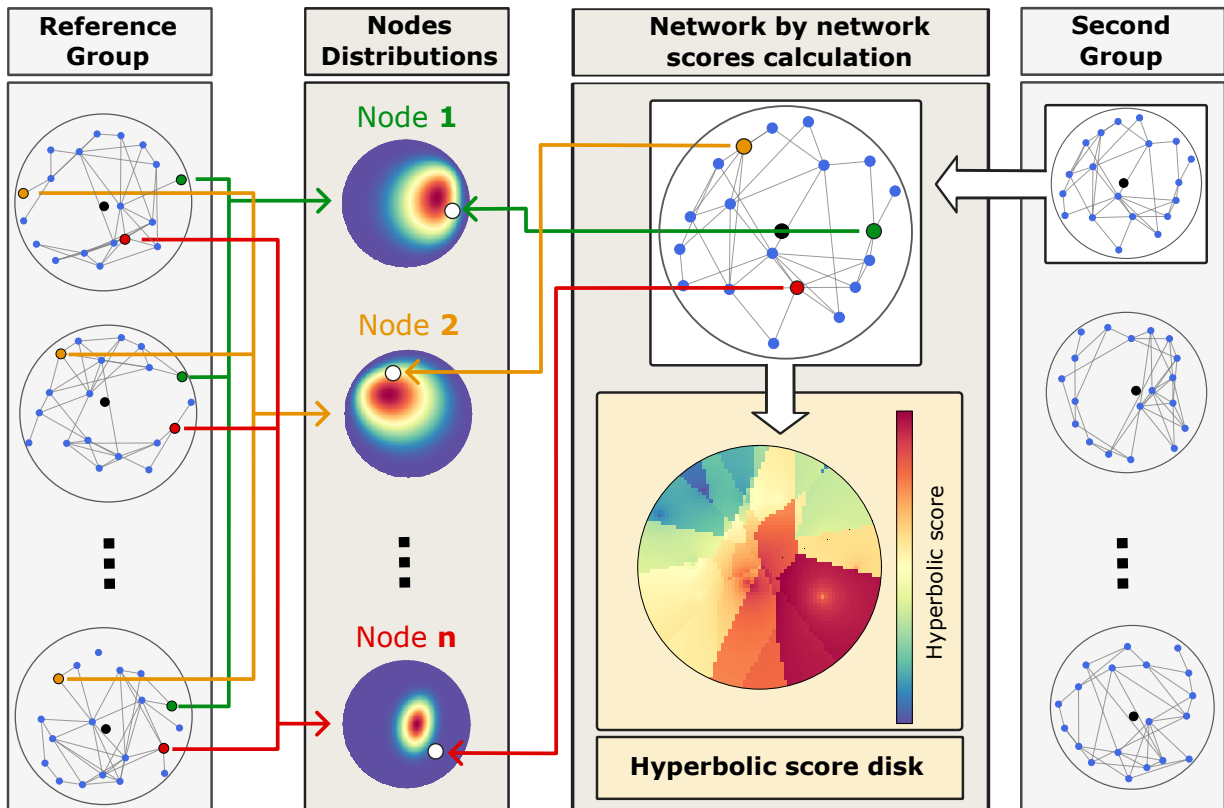 Reference
Group
Nodes
Distributions
Network by network
scores calculation
Second
Group
Node 1
Node 2
Node n
Hyperbolic score
Hyperbolic score disk